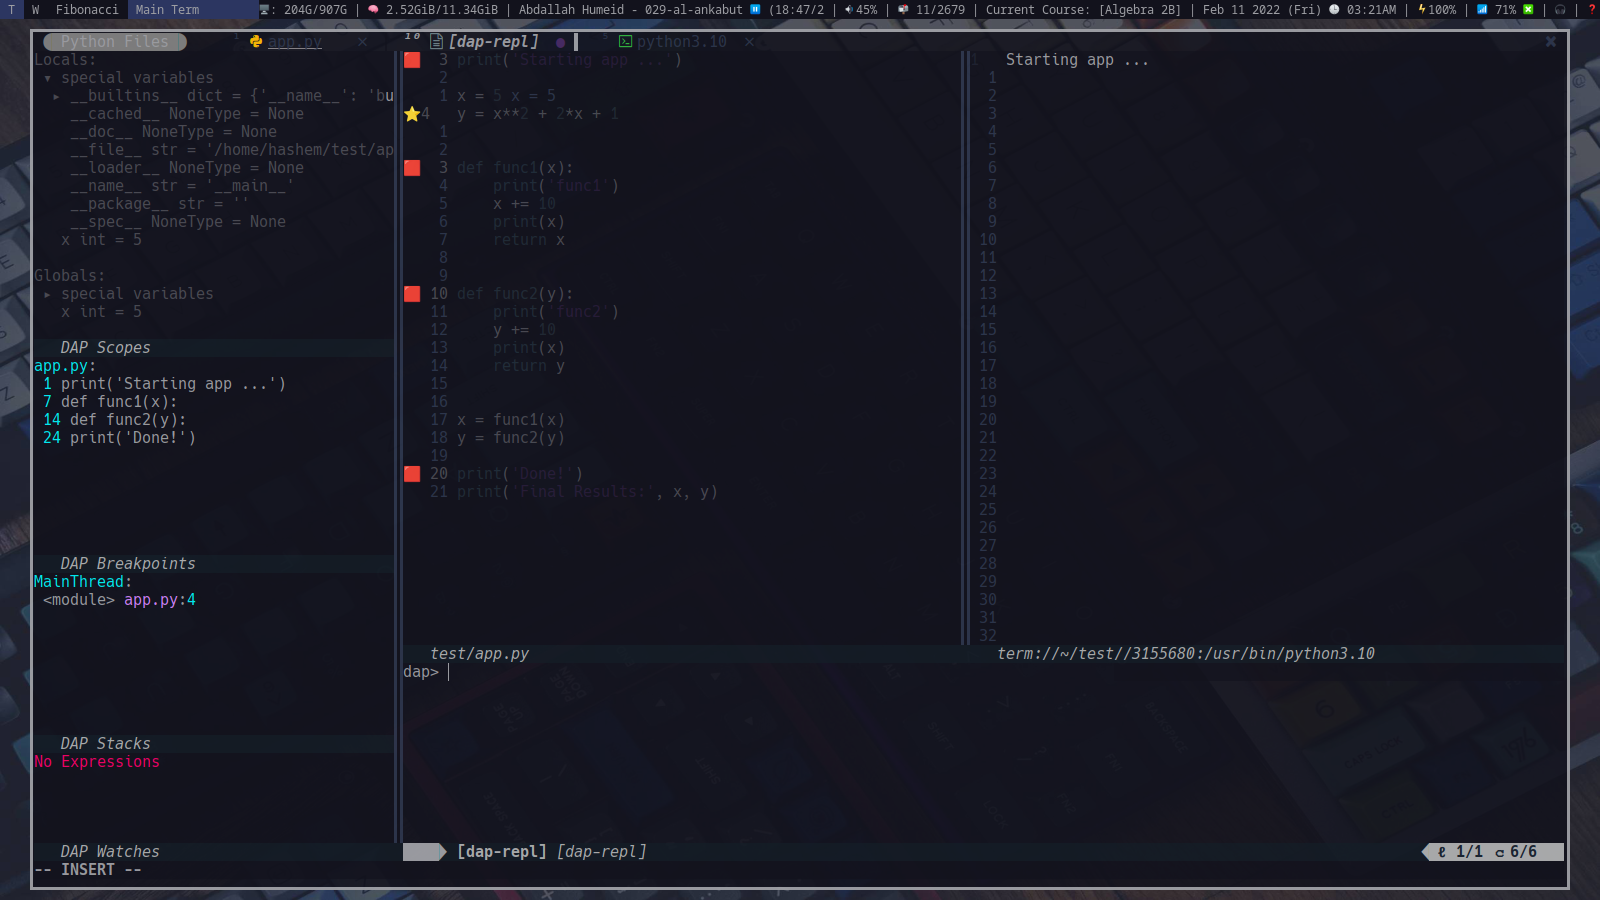 T W Fibonacci Main Term : 204G/907G | 2.52GiB/11.34GiB | Abdallah Humeid - 029-al-ankabut (18:47/2 | 45% | 11/2679 | Current Course: [Algebra 2B] | Feb 11 2022 (Fri) 03:21AM | 100% | 71% | | ?
Python Files 1 app.py × 10 [dap-repl] ● 5 python3.10 ×
Locals:
▾ special variables
▸ __builtins__ dict = {'__name__': 'bu
__cached__ NoneType = None
__doc__ NoneType = None
__file__ str = '/home/hashem/test/ap
__loader__ NoneType = None
__name__ str = '__main__'
__package__ str = ''
__spec__ NoneType = None
x int = 5
Globals:
▸ special variables
x int = 5
DAP Scopes
app.py:
1 print('Starting app ...')
7 def func1(x):
14 def func2(y):
24 print('Done!')
DAP Breakpoints
MainThread:
<module> app.py:4
DAP Stacks
No Expressions
DAP Watches
3 print('Starting app ...')
2
1 x = 5 x = 5
4 y = x**2 + 2*x + 1
1
2
3 def func1(x):
4 print('func1')
5 x += 10
6 print(x)
7 return x
8
9
10 def func2(y):
11 print('func2')
12 y += 10
13 print(x)
14 return y
15
16
17 x = func1(x)
18 y = func2(y)
19
20 print('Done!')
21 print('Final Results:', x, y)
test/app.py
1 Starting app ...
1
2
3
4
5
6
7
8
9
10
11
12
13
14
15
16
17
18
19
20
21
22
23
24
25
26
27
28
29
30
31
32
term://~/test//3155680:/usr/bin/python3.10
dap>
[dap-repl] [dap-repl] ℓ 1/1 6/6
-- INSERT --